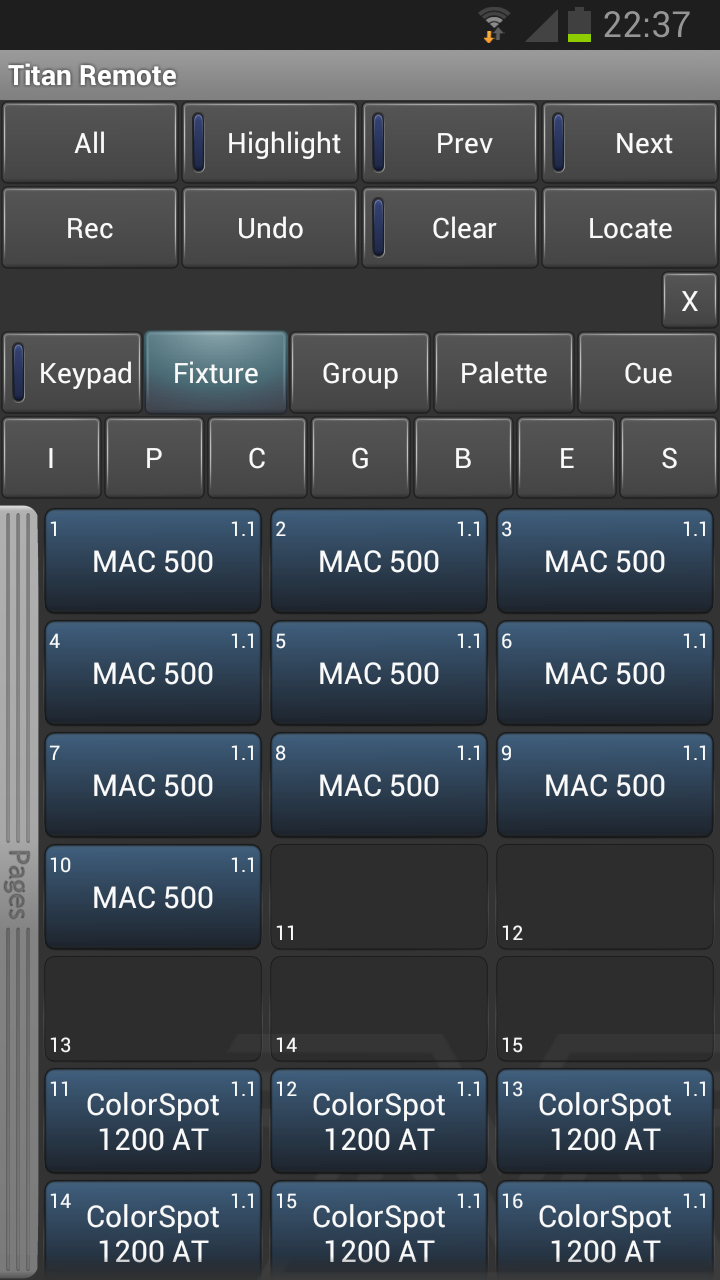 22:37
Titan Remote
All Highlight Prev Next
Rec Undo Clear Locate
X
Keypad Fixture Group Palette Cue
I P C G B E S
Pages
1 1.1 2 1.1 3 1.1
MAC 500 MAC 500 MAC 500
4 1.1 5 1.1 6 1.1
MAC 500 MAC 500 MAC 500
7 1.1 8 1.1 9 1.1
MAC 500 MAC 500 MAC 500
10 1.1
MAC 500
11 12
13 14 15
11 1.1 12 1.1 13 1.1
ColorSpot ColorSpot ColorSpot
1200 AT 1200 AT 1200 AT
14 1.1 15 1.1 16 1.1
ColorSpot ColorSpot ColorSpot
1200 AT 1200 AT 1200 AT